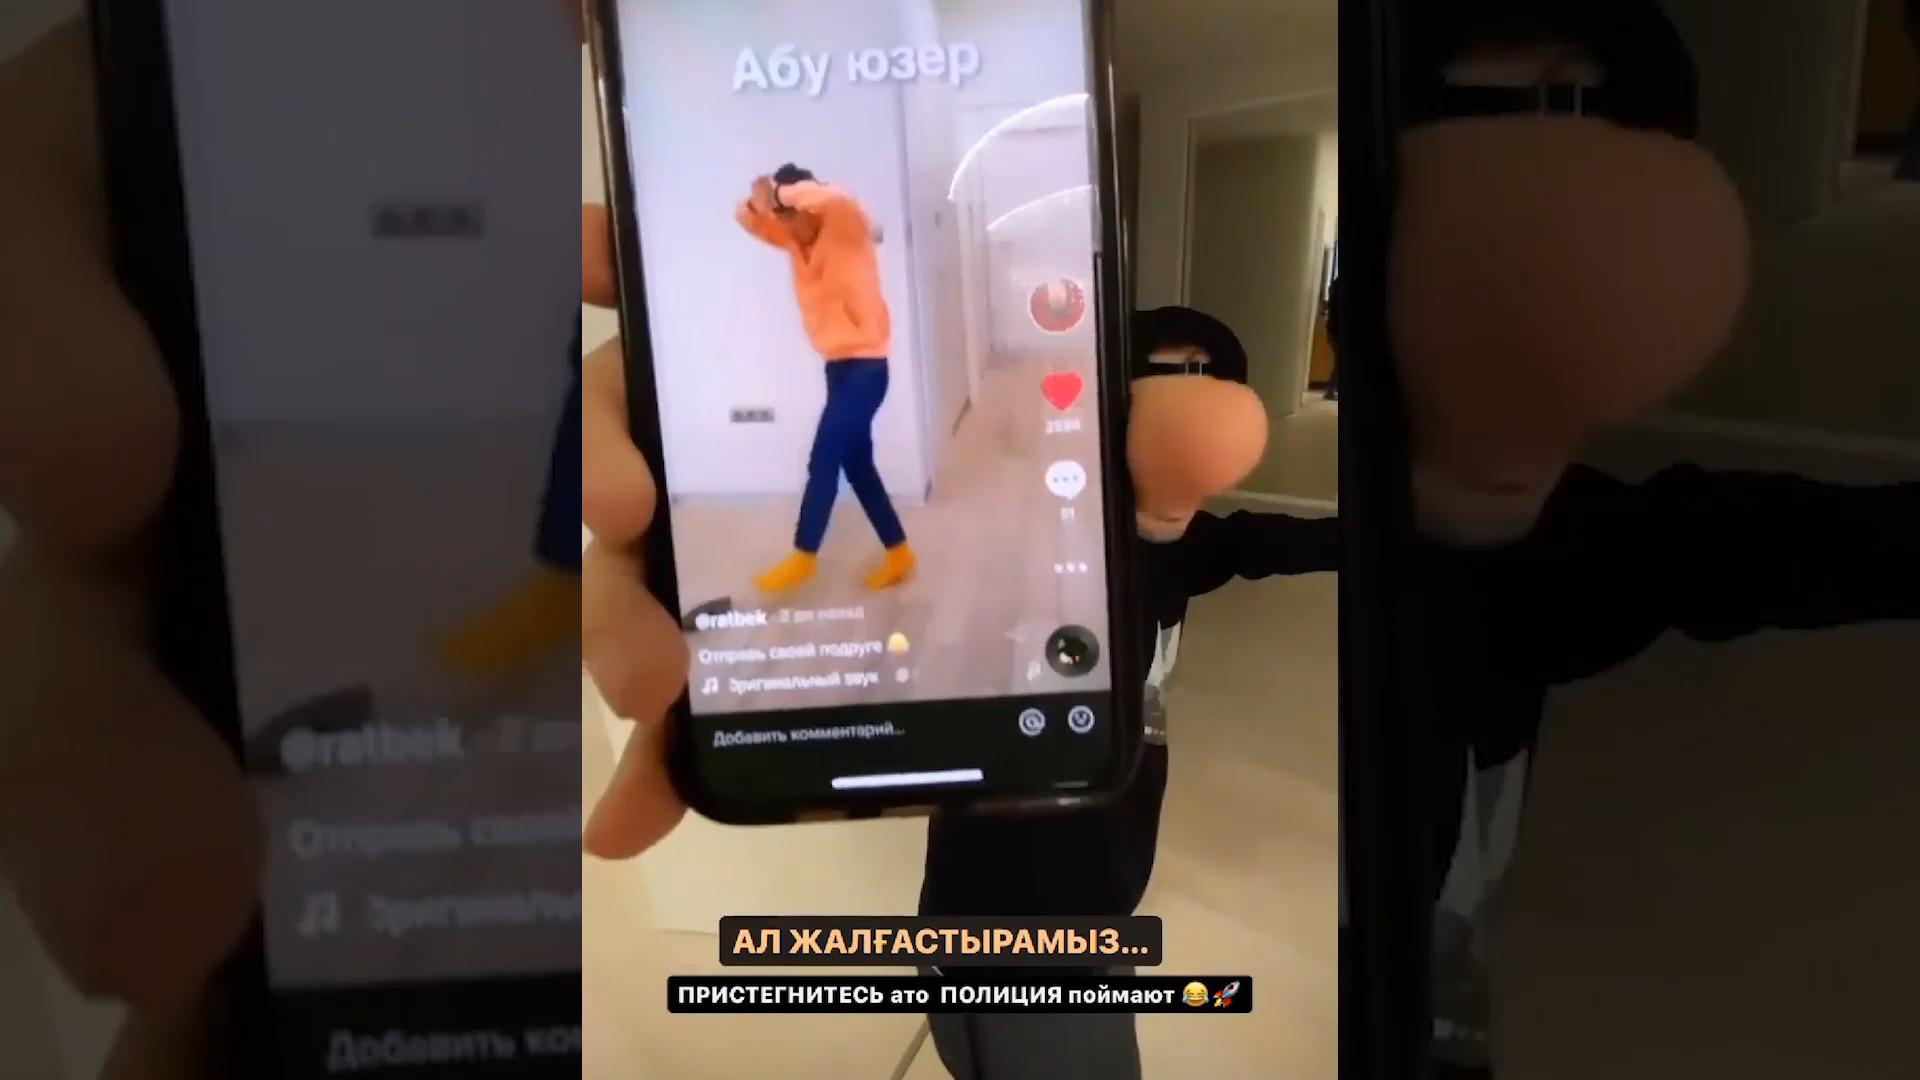 Абу юзер
@ratbek
Отправь своей подруге
Оригинальный звук
Добавить комментарий...
АЛ ЖАЛҒАСТЫРАМЫЗ...
ПРИСТЕГНИТЕСЬ ато ПОЛИЦИЯ поймают 😂🚀